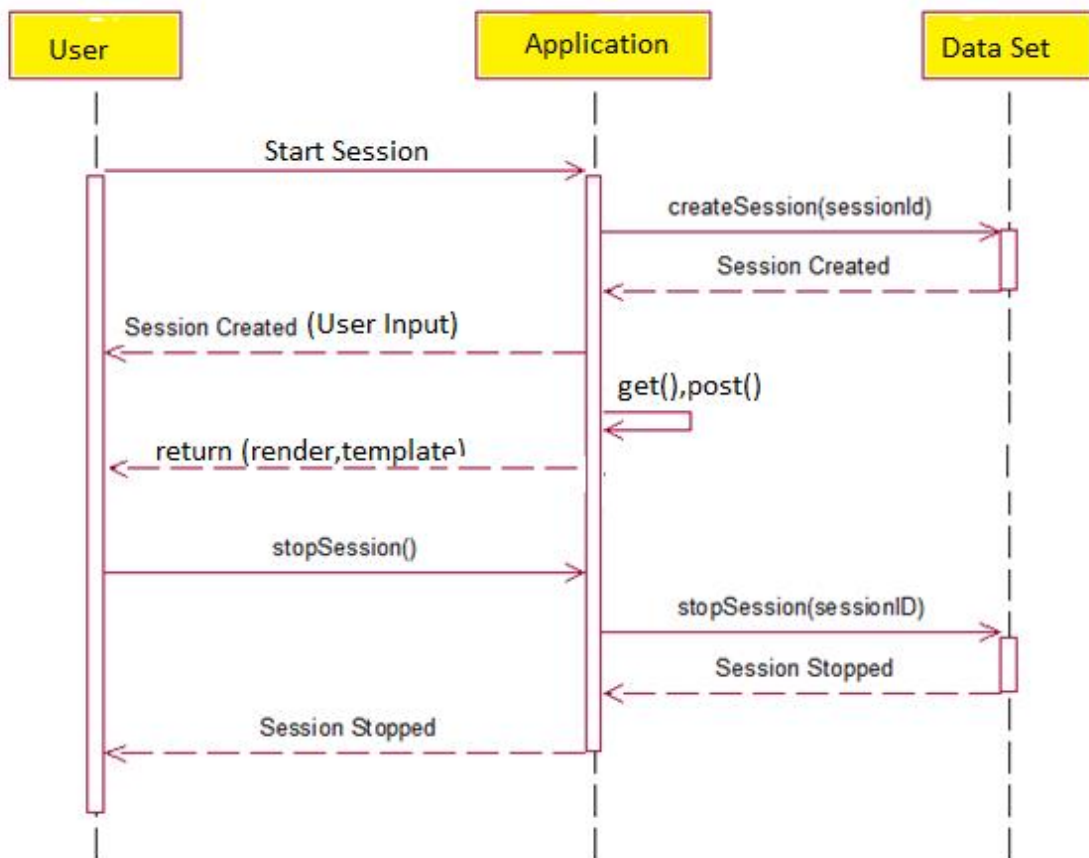 User
Application
Data Set
Start Session
createSession(sessionId)
Session Created
Session Created (User Input)
get(),post()
return (render,template)
stopSession()
stopSession(sessionID)
Session Stopped
Session Stopped